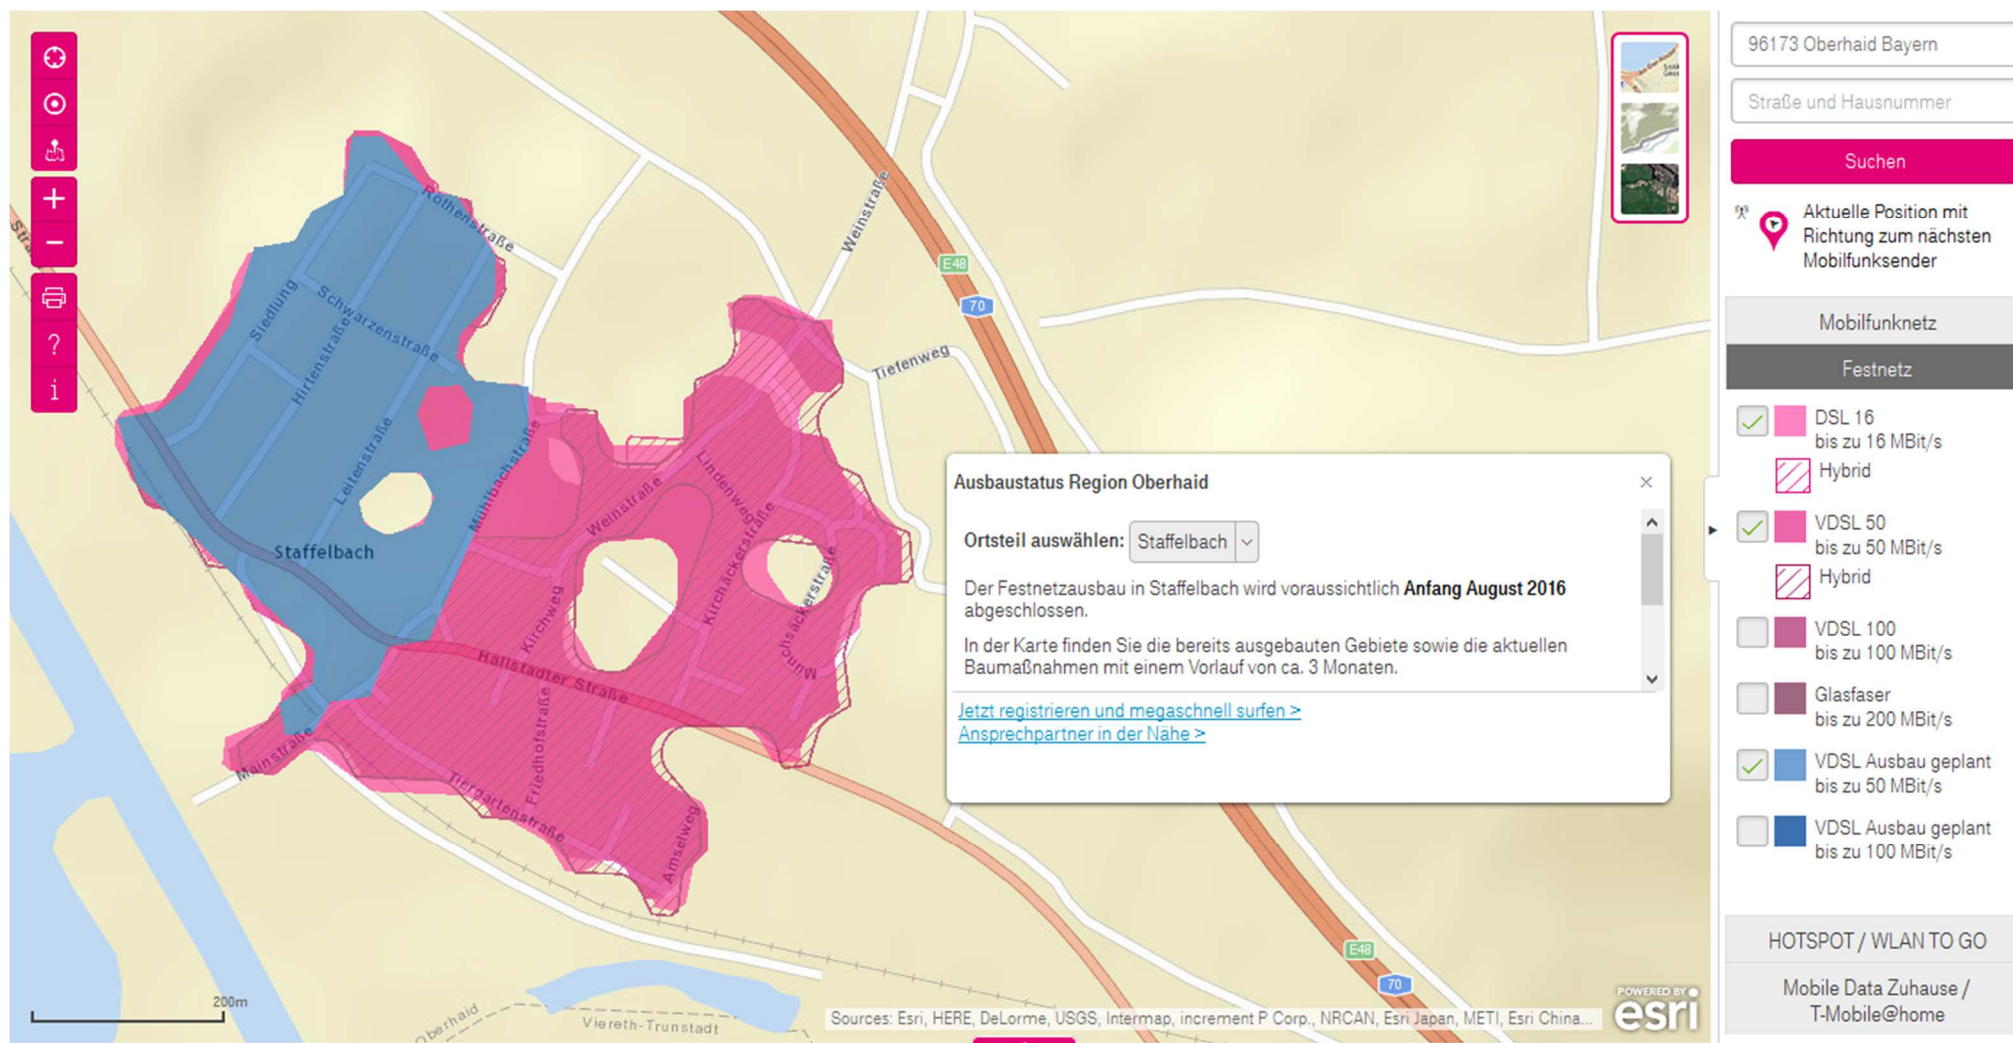 96173 Oberhaid Bayern
Straße und Hausnummer
Suchen
Aktuelle Position mit
Richtung zum nächsten
Mobilfunksender
Mobilfunknetz
Festnetz
DSL 16
bis zu 16 MBit/s
Hybrid
VDSL 50
bis zu 50 MBit/s
Hybrid
VDSL 100
bis zu 100 MBit/s
Glasfaser
bis zu 200 MBit/s
VDSL Ausbau geplant
bis zu 50 MBit/s
VDSL Ausbau geplant
bis zu 100 MBit/s
HOTSPOT / WLAN TO GO
Mobile Data Zuhause /
T-Mobile@home
Ausbaustatus Region Oberhaid
Ortsteil auswählen: Staffelbach
Der Festnetzausbau in Staffelbach wird voraussichtlich Anfang August 2016
abgeschlossen.
In der Karte finden Sie die bereits ausgebauten Gebiete sowie die aktuellen
Baumaßnahmen mit einem Vorlauf von ca. 3 Monaten.
Jetzt registrieren und megaschnell surfen >
Ansprechpartner in der Nähe >
Röthenstraße
Weinstraße
E48
70
Siedlung
Schwarzenstraße
Hirtenstraße
Tiefenweg
Leitenstraße
Mühlbachstraße
Weinstraße
Lindenweg
Kirchäckerstraße
Münchsäckerstraße
Staffelbach
Kirchweg
Hallstadter Straße
Mainstraße
Friedhofstraße
Tiergartenstraße
Amselweg
E48
70
200m
Oberhaid
Viereth-Trunstadt
Sources: Esri, HERE, DeLorme, USGS, Intermap, increment P Corp., NRCAN, Esri Japan, METI, Esri China...
POWERED BY
esri